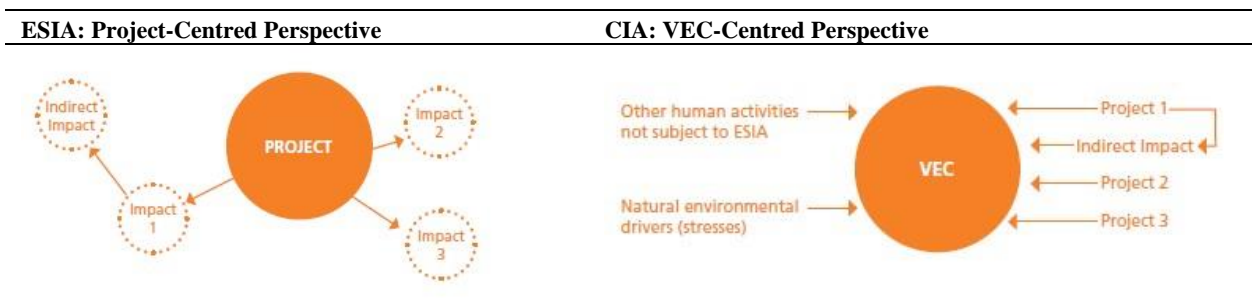 ESIA: Project-Centred Perspective
CIA: VEC-Centred Perspective
Indirect
Impact
PROJECT
Impact
2
Impact
1
Impact
3
Other human activities
not subject to ESIA
Natural environmental
drivers (stresses)
VEC
Project 1
Indirect Impact
Project 2
Project 3